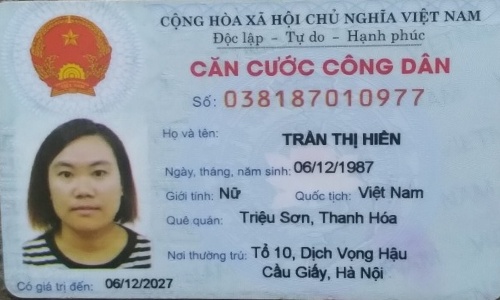 CỘNG HÒA XÃ HỘI CHỦ NGHĨA VIỆT NAM
Độc lập - Tự do - Hạnh phúc
CĂN CƯỚC CÔNG DÂN
Số: 038187010977
Họ và tên:
TRẦN THỊ HIÊN
Ngày, tháng, năm sinh: 06/12/1987
Giới tính: Nữ Quốc tịch: Việt Nam
Quê quán: Triệu Sơn, Thanh Hóa
Nơi thường trú: Tổ 10, Dịch Vọng Hậu
Cầu Giấy, Hà Nội
Có giá trị đến: 06/12/2027